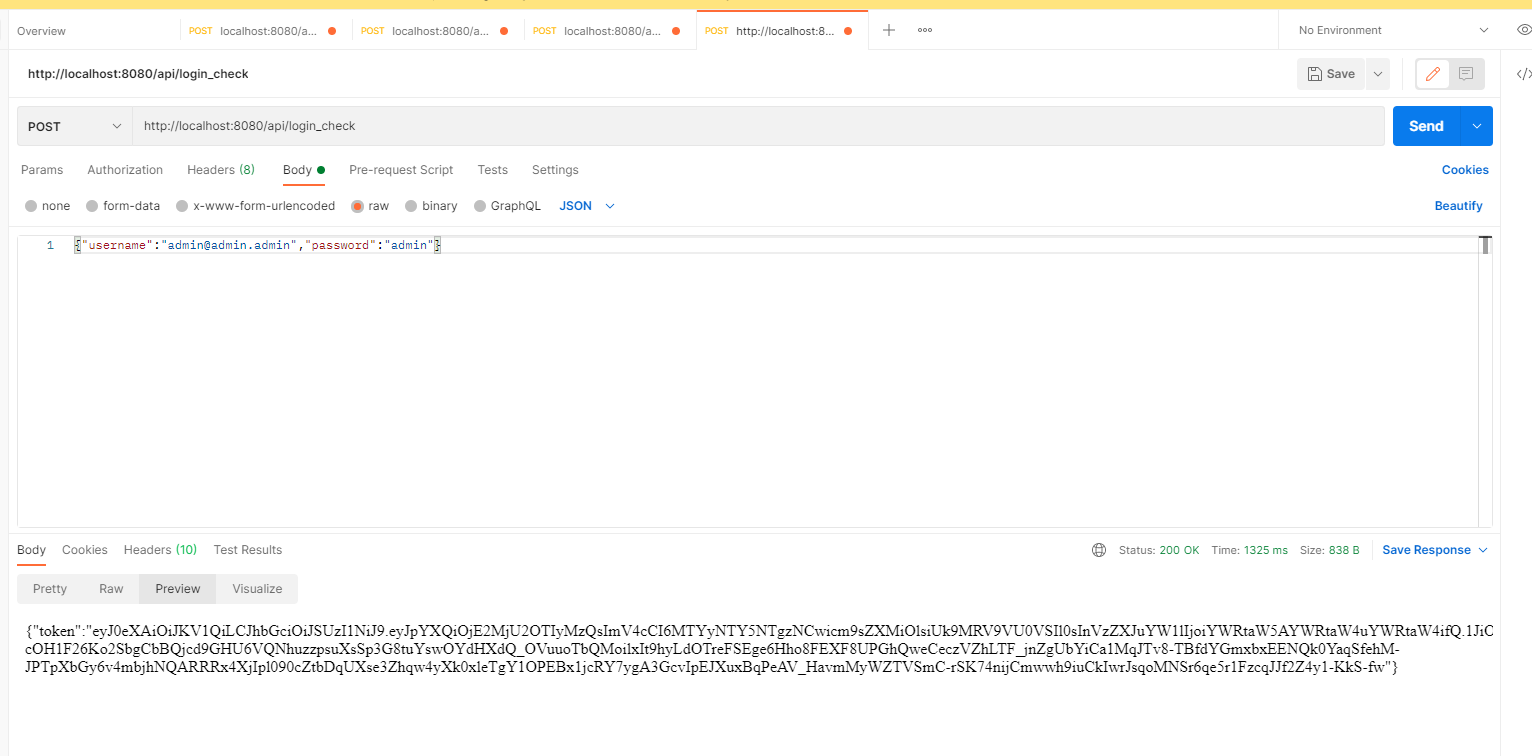 Overview POST localhost:8080/a... POST localhost:8080/a... POST localhost:8080/a... POST http://localhost:8... No Environment
http://localhost:8080/api/login_check Save
POST http://localhost:8080/api/login_check Send
Params Authorization Headers (8) Body Pre-request Script Tests Settings Cookies
none form-data x-www-form-urlencoded raw binary GraphQL JSON Beautify
1 {"username":"admin@admin.admin","password":"admin"}
Body Cookies Headers (10) Test Results Status: 200 OK Time: 1325 ms Size: 838 B Save Response
Pretty Raw Preview Visualize
{"token":"eyJ0eXAiOiJKV1QiLCJhbGciOiJSUzI1NiJ9.eyJpYXQiOjE2MjU2OTIyMzQsImV4cCI6MTYyNTY5NTgzNCwicm9sZXMiOlsiUk9MRV9VU0VSIl0sInVzZXJuYW1lIjoiYWRtaW5AYWRtaW4uYWRtaW4ifQ.1JiC
cOH1F26Ko2SbgCbBQjcd9GHU6VQNhuzzpsuXsSp3G8tuYswOYdHXdQ_OVuuoTbQMoilxIt9hyLdOTreFSEge6Hho8FEXF8UPGhQweCeczVZhLTF_jnZgUbYiCa1MqJTv8-TBfdYGmxbxEENQk0YaqSfehM-
JPTpXbGy6v4mbjhNQARRRx4XjIpl090cZtbDqUXse3Zhqw4yXk0xleTgY1OPEBx1jcRY7ygA3GcvIpEJXuxBqPeAV_HavmMyWZTVSmC-rSK74nijCmwwh9iuCkIwrJsqoMNSr6qe5r1FzcqJJf2Z4y1-KkS-fw"}